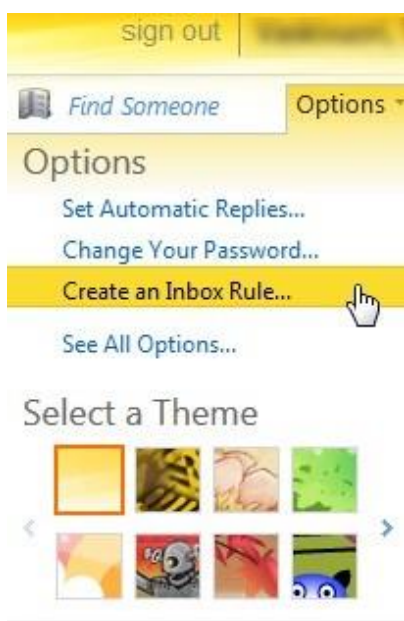 sign out
Find Someone
Options
Options
Set Automatic Replies...
Change Your Password...
Create an Inbox Rule...
See All Options...
Select a Theme